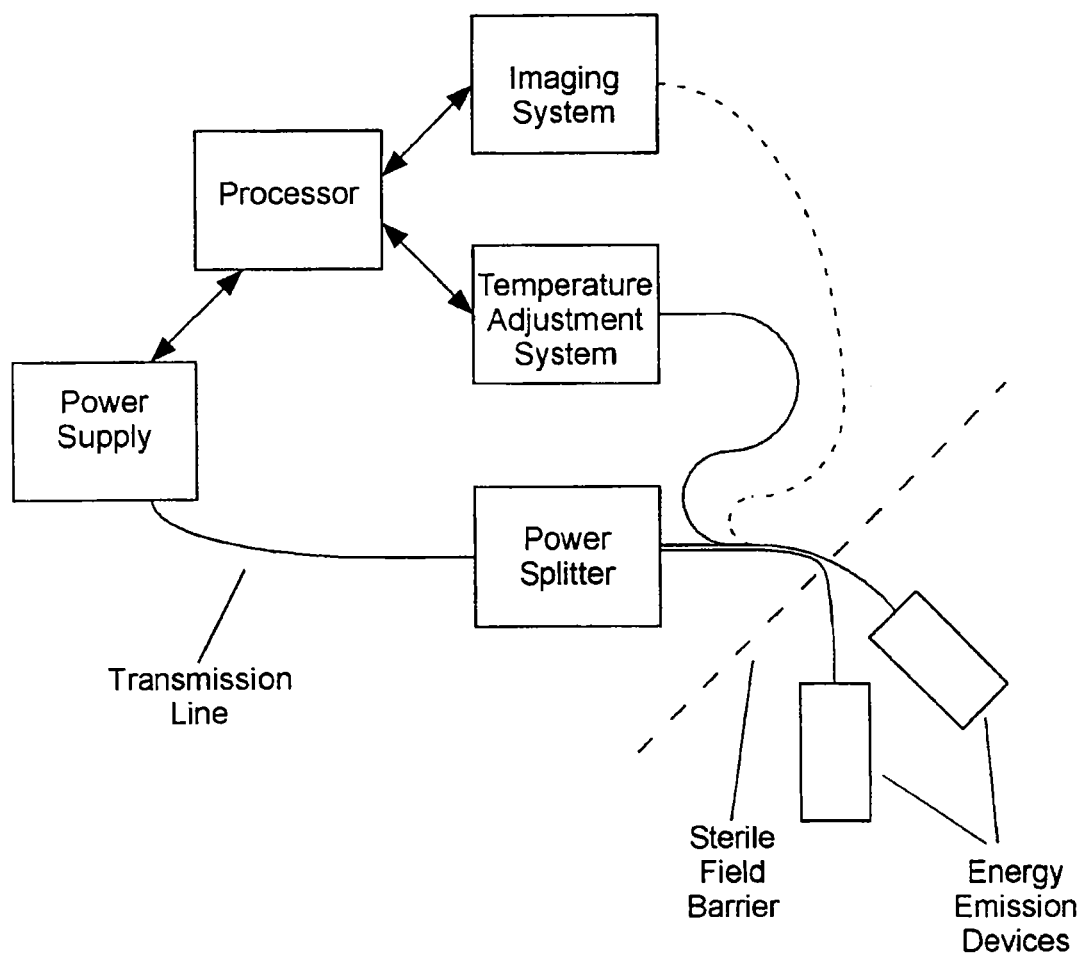 Imaging
System
Processor
Temperature
Adjustment
System
Power
Supply
Power
Splitter
Transmission
Line
Sterile
Field
Barrier
Energy
Emission
Devices